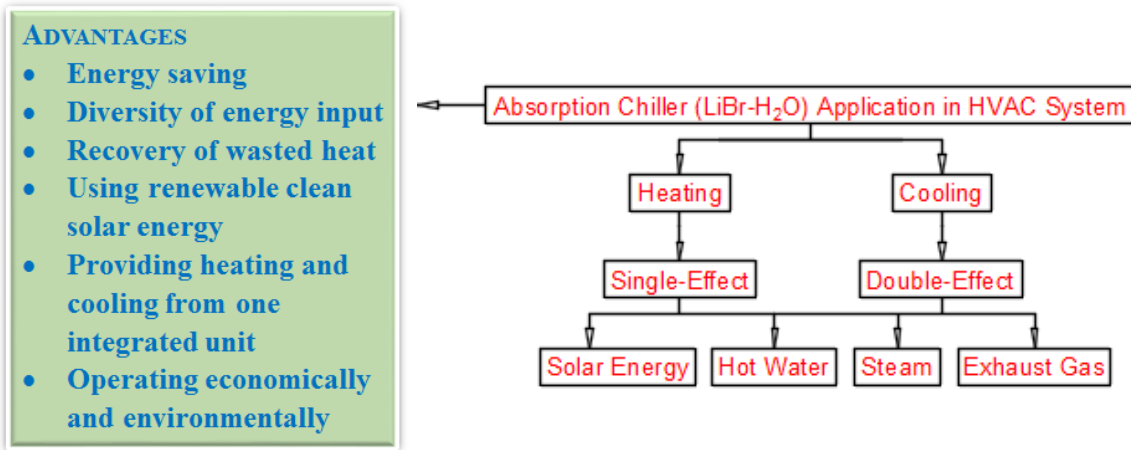 ADVANTAGES
• Energy saving
• Diversity of energy input
• Recovery of wasted heat
• Using renewable clean
solar energy
• Providing heating and
cooling from one
integrated unit
• Operating economically
and environmentally
Absorption Chiller (LiBr-H₂O) Application in HVAC System
Heating
Cooling
Single-Effect
Double-Effect
Solar Energy
Hot Water
Steam
Exhaust Gas